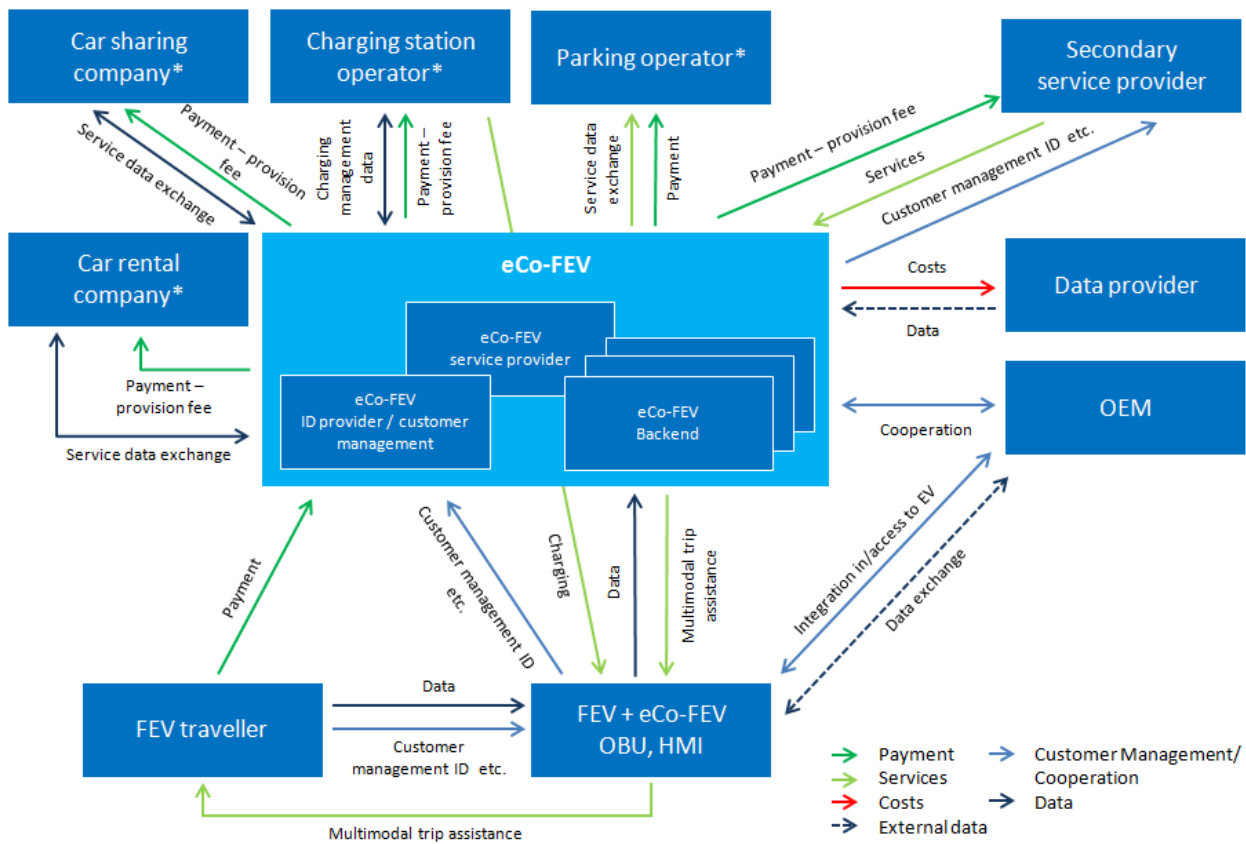 Car sharing
company*
Charging station
operator*
Parking operator*
Secondary
service provider
Payment – provision
fee
Service data exchange
Charging
management
data
Payment –
provision fee
Service data
exchange
Payment
Payment – provision fee
Services
Customer management ID etc.
Car rental
company*
eCo-FEV
Costs
Data provider
Data
eCo-FEV
service provider
Payment –
provision fee
eCo-FEV
ID provider / customer
management
eCo-FEV
Backend
OEM
Cooperation
Service data exchange
Payment
Customer management ID
etc.
Charging
Data
Multimodal trip
assistance
Integration in/access to EV
Data exchange
FEV traveller
Data
Customer
management ID etc.
FEV + eCo-FEV
OBU, HMI
Multimodal trip assistance
Payment
Services
Costs
External data
Customer Management/
Cooperation
Data